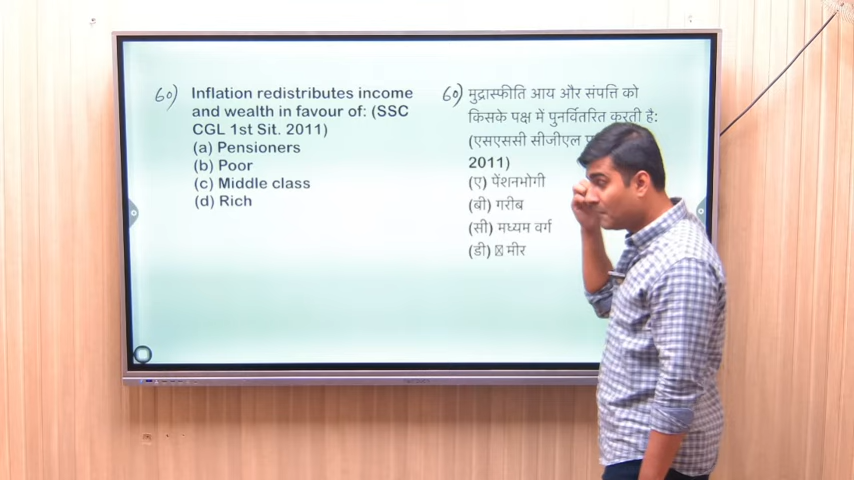 60) Inflation redistributes income
and wealth in favour of: (SSC
CGL 1st Sit. 2011)
(a) Pensioners
(b) Poor
(c) Middle class
(d) Rich
60) मुद्रास्फीति आय और संपत्ति को
किसके पक्ष में पुनर्वितरित करती है:
(एसएससी सीजीएल
2011)
(ए) पेंशनभोगी
(बी) गरीब
(सी) मध्यम वर्ग
(डी) मीर